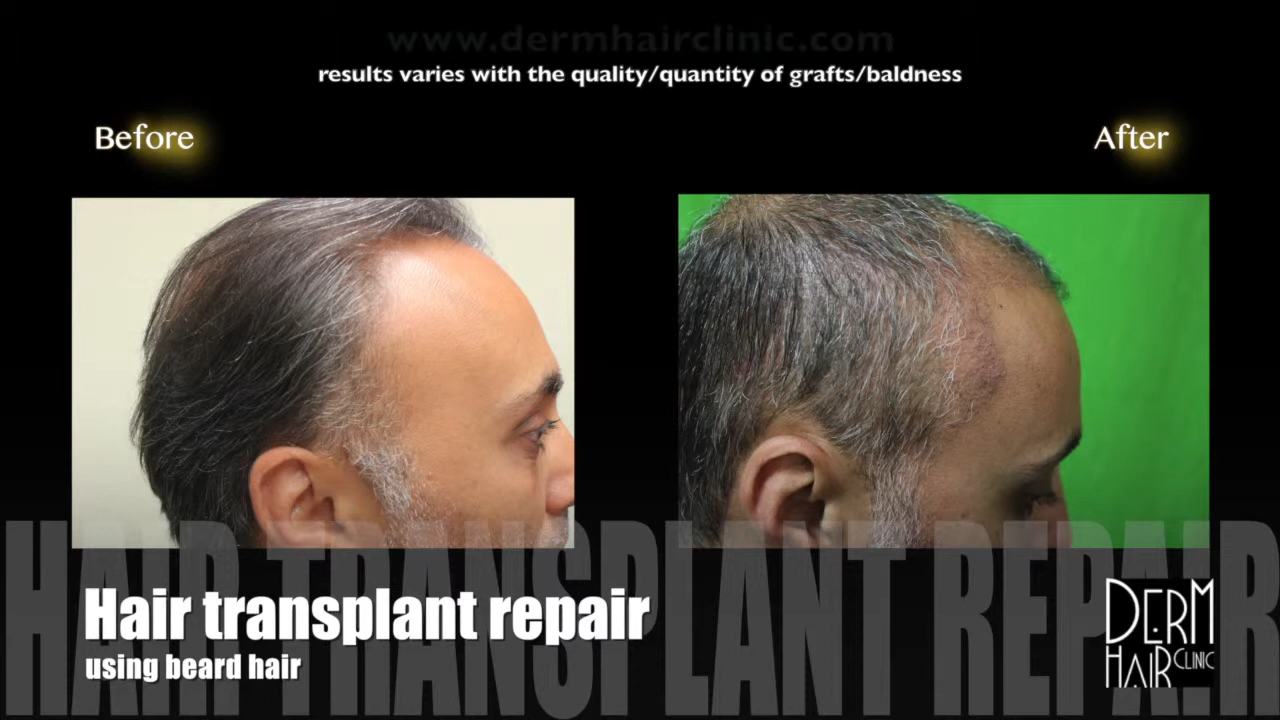 www.dermhairclinic.com
results varies with the quality/quantity of grafts/baldness
Before
After
HAIR TRANSPLANT REPAIR
Hair transplant repair
using beard hair
DERM
HAIR CLINIC